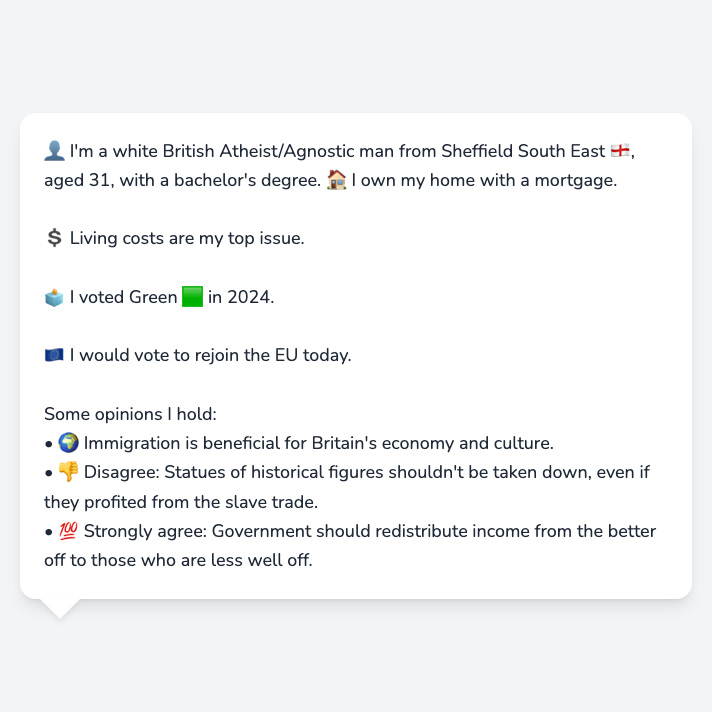 👤 I'm a white British Atheist/Agnostic man from Sheffield South East 🏴󠁧󠁢󠁥󠁮󠁧󠁿,
aged 31, with a bachelor's degree. 🏠 I own my home with a mortgage.
💲 Living costs are my top issue.
🗳️ I voted Green 🟩 in 2024.
🇪🇺 I would vote to rejoin the EU today.
Some opinions I hold:
• 🌍 Immigration is beneficial for Britain's economy and culture.
• 👎 Disagree: Statues of historical figures shouldn't be taken down, even if
they profited from the slave trade.
• 💯 Strongly agree: Government should redistribute income from the better
off to those who are less well off.